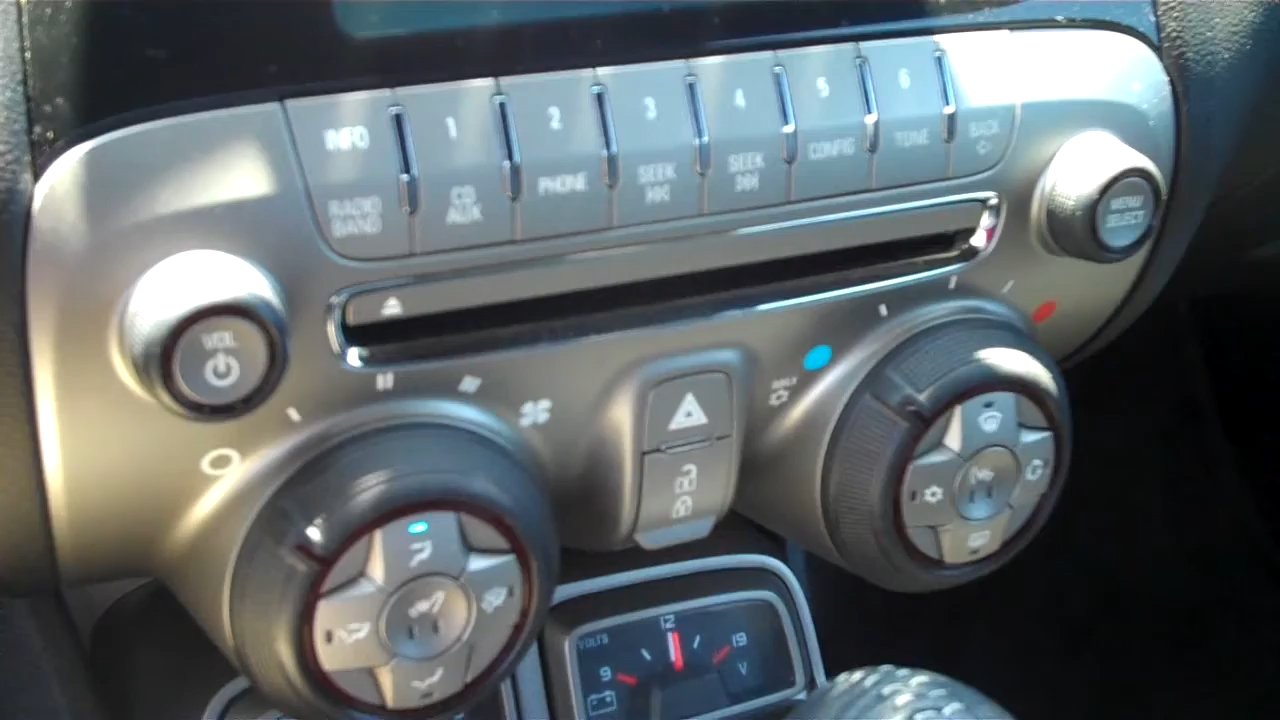 INFO
1
2
3
4
5
6
RADIO
BAND
CD
AUX
PHONE
SEEK
SEEK
CONFIG
TONE
BACK
MENU
SELECT
VOL
MAX
VOLTS
9
12
19
V